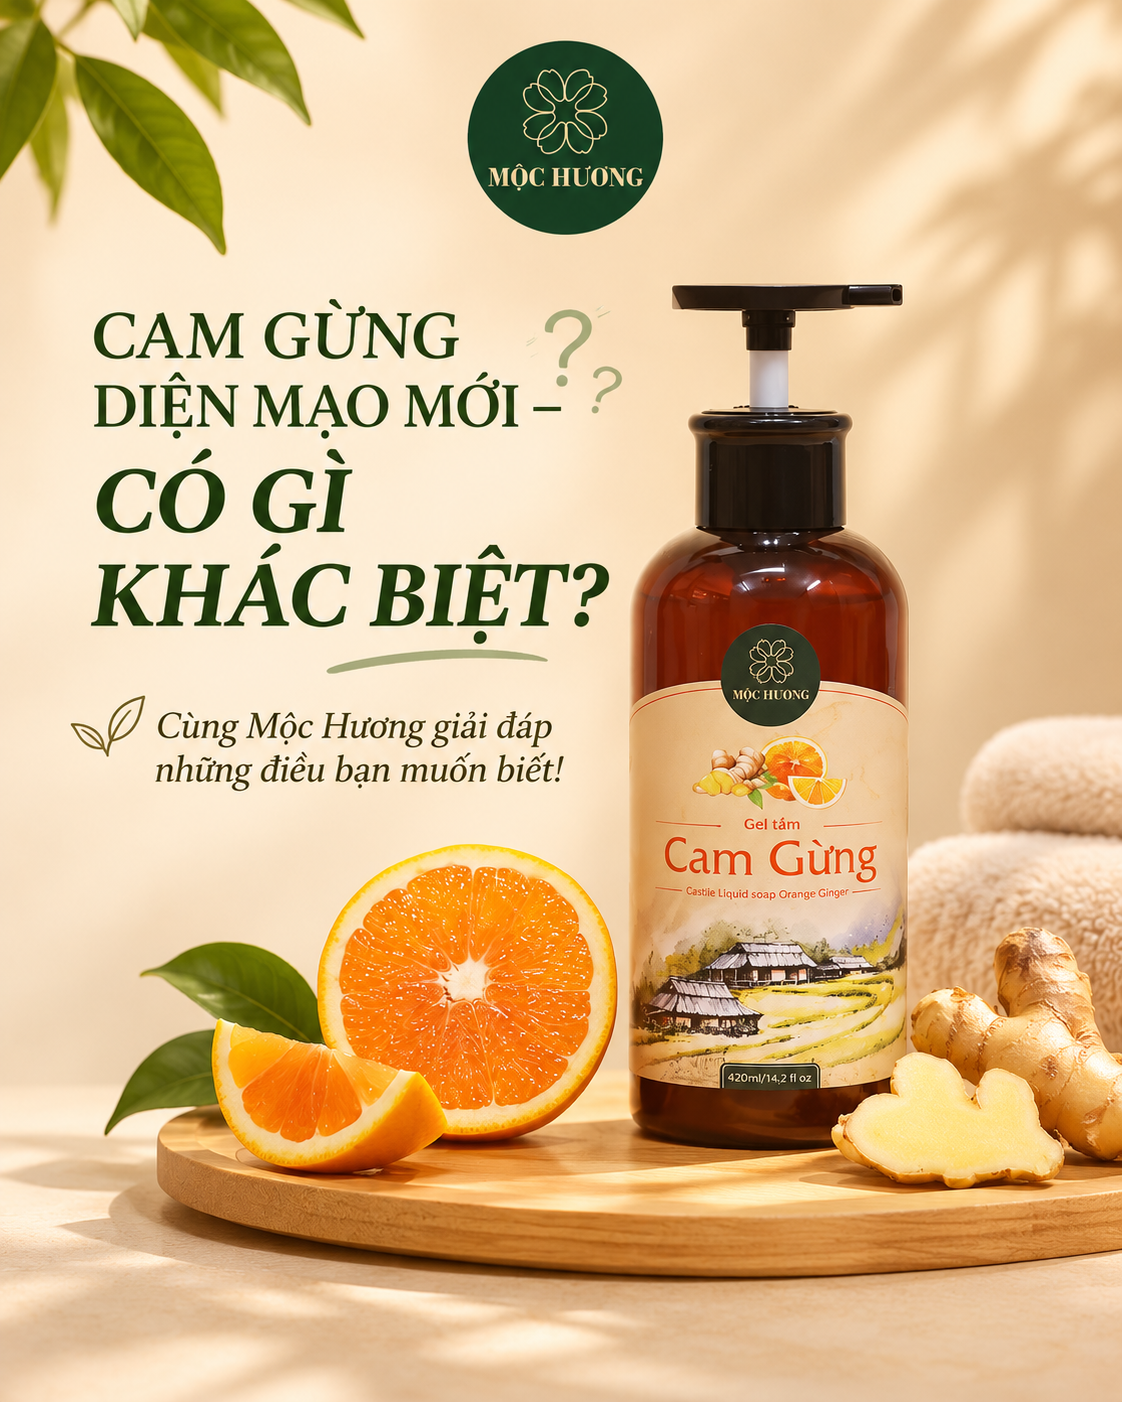 MỘC HƯƠNG
CAM GỪNG
DIỆN MẠO MỚI –
CÓ GÌ
KHÁC BIỆT?
??
Cùng Mộc Hương giải đáp
những điều bạn muốn biết!
MỘC HƯƠNG
Gel tắm
Cam Gừng
Castile Liquid soap Orange Ginger
420ml/14,2 fl oz